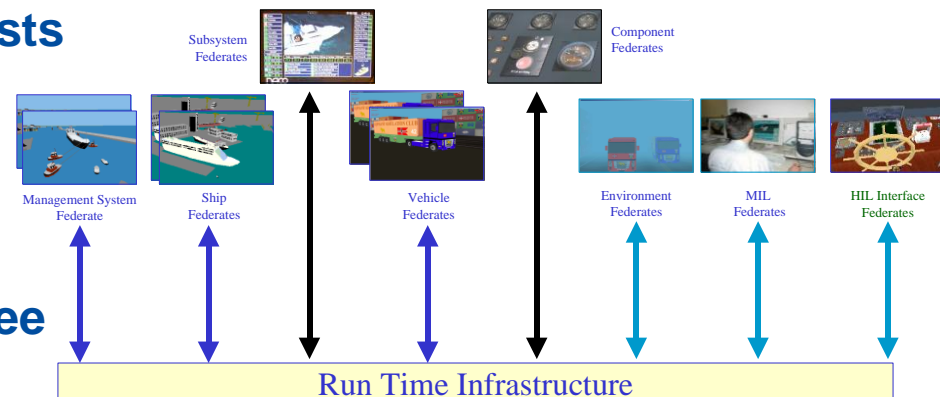 sts
Subsystem
Federates
Component
Federates
Management System
Federate
Ship
Federates
Vehicle
Federates
Environment
Federates
MIL
Federates
HIL Interface
Federates
ee
Run Time Infrastructure